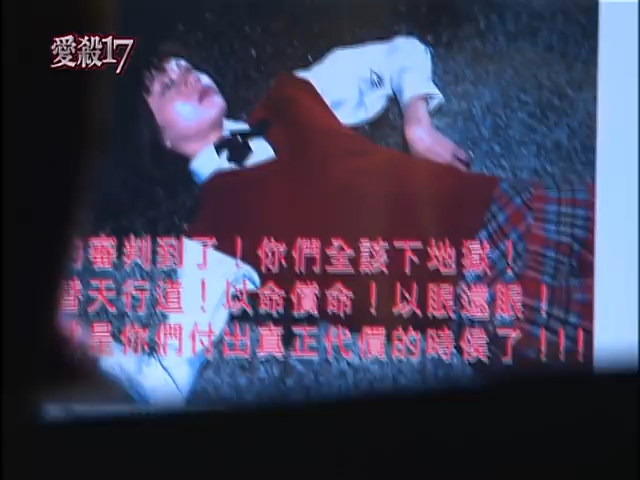 愛殺17
審判到了！你們全該下地獄！
替天行道！以命償命！以眼還眼！
是你們付出真正代價的時侯了！！！